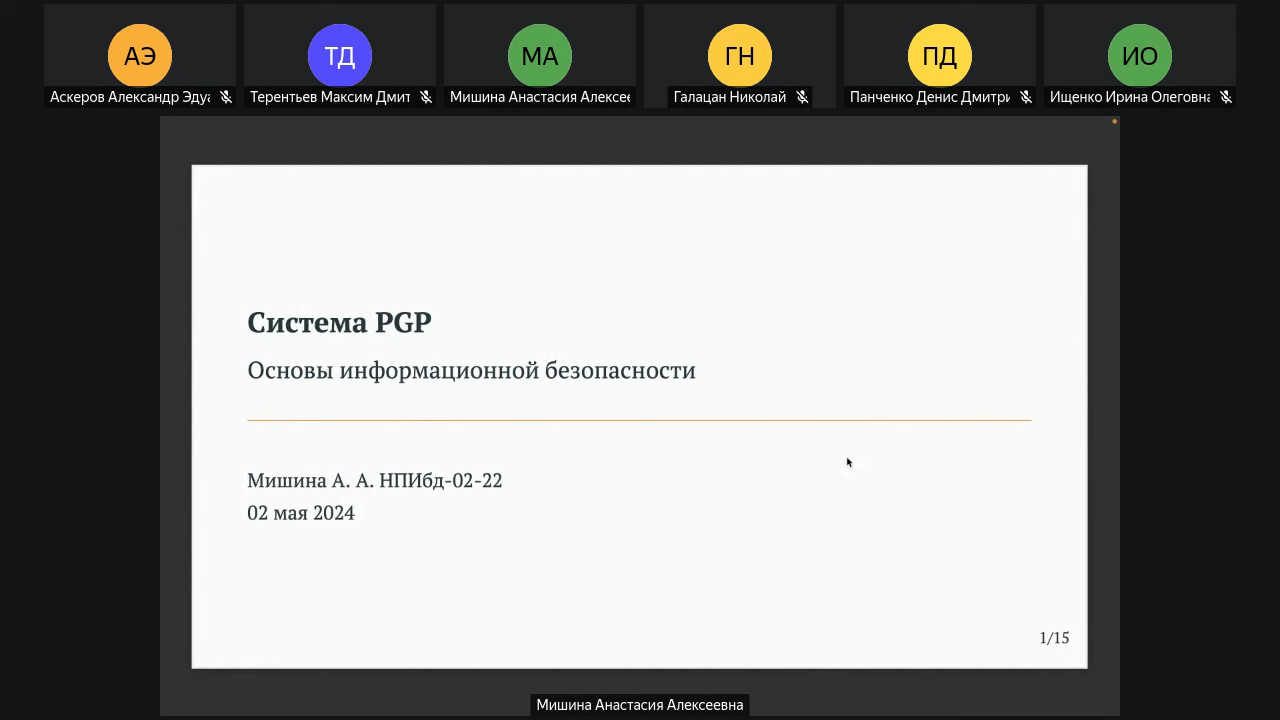 АЭ
ТД
МА
ГН
ПД
ИО
Аскеров Александр Эдуа
Терентьев Максим Дмит
Мишина Анастасия Алексее
Галацан Николай
Панченко Денис Дмитри
Ищенко Ирина Олеговна
Система PGP
Основы информационной безопасности
Мишина А. А. НПИбд-02-22
02 мая 2024
1/15
Мишина Анастасия Алексеевна